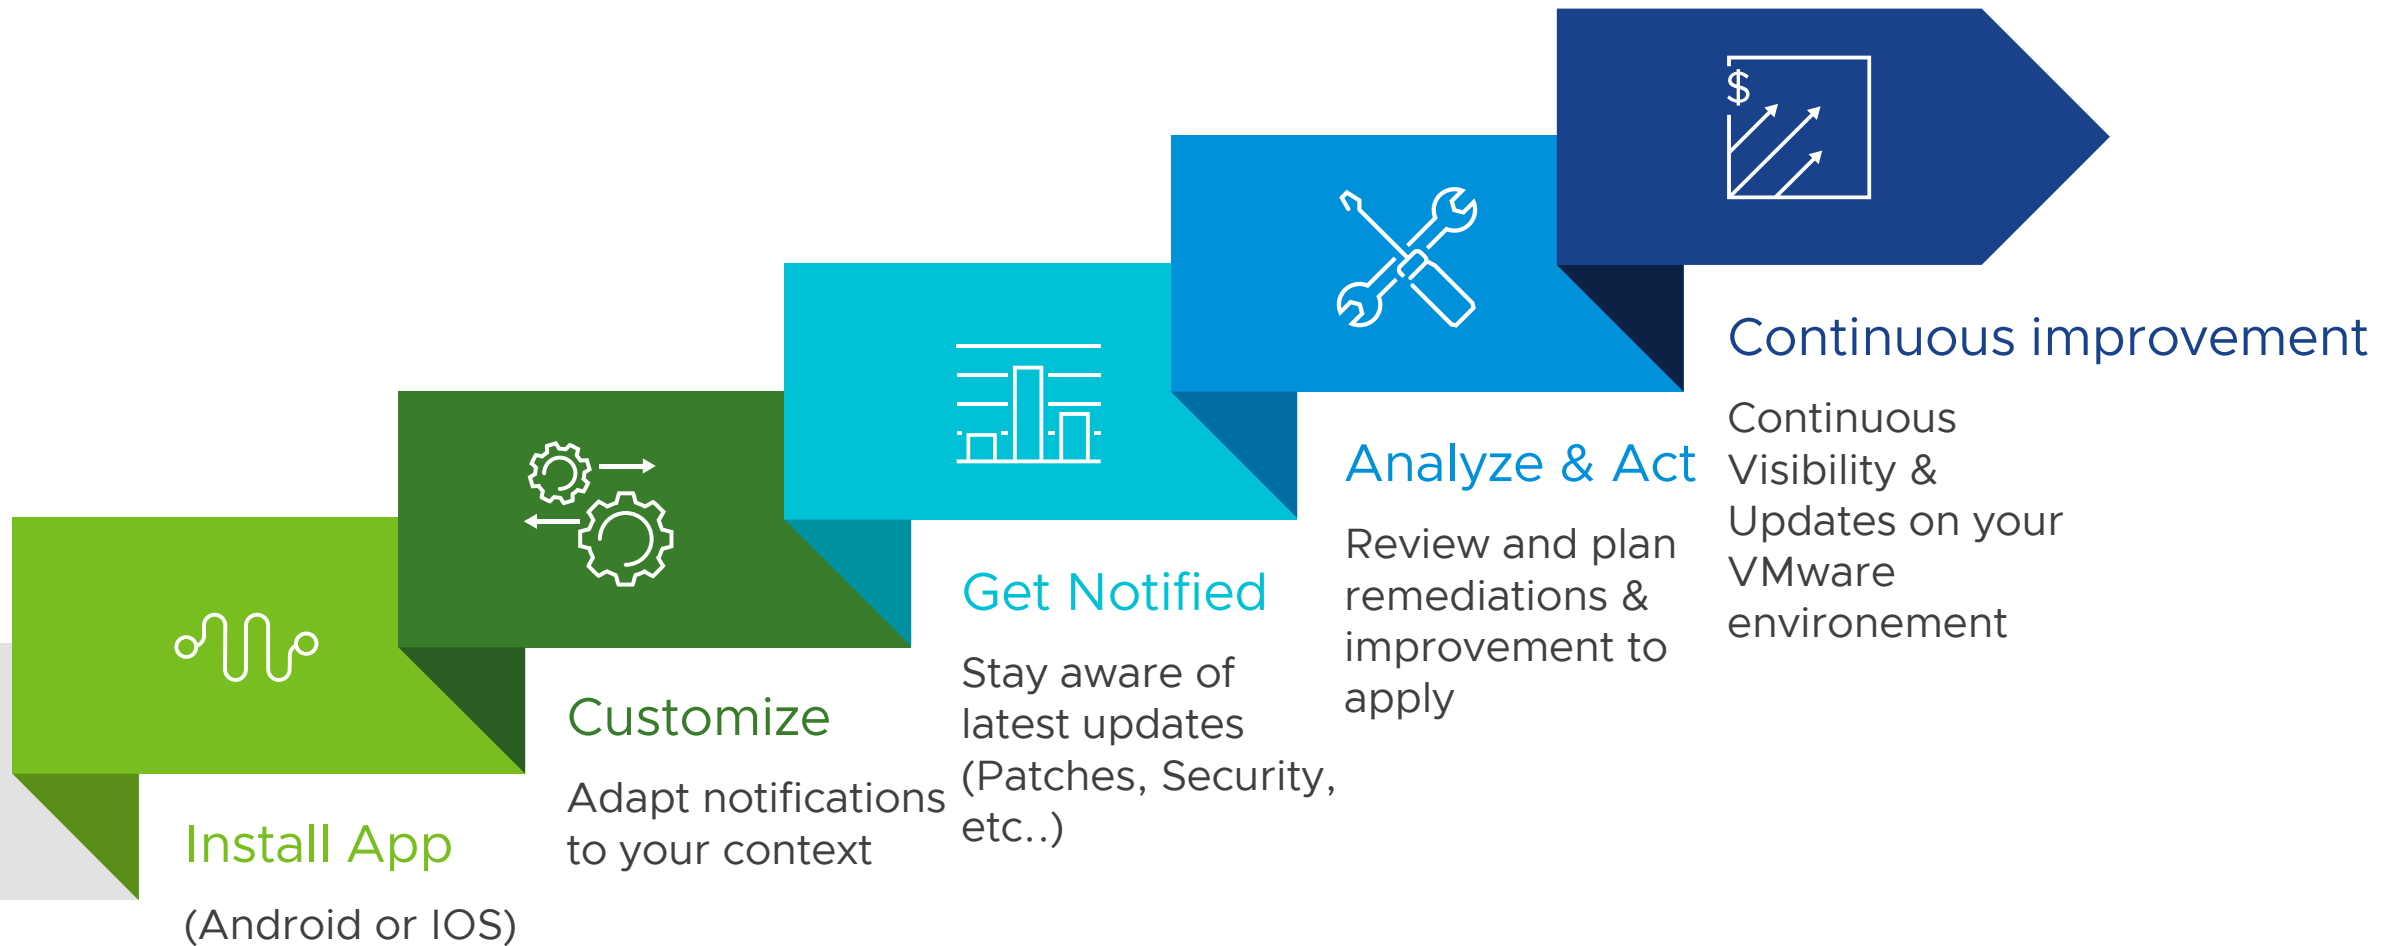 Install App
(Android or IOS)
Customize
Adapt notifications
to your context
Get Notified
Stay aware of
latest updates
(Patches, Security,
etc..)
Analyze & Act
Review and plan
remediations &
improvement to
apply
$
Continuous improvement
Continuous
Visibility &
Updates on your
VMware
environement